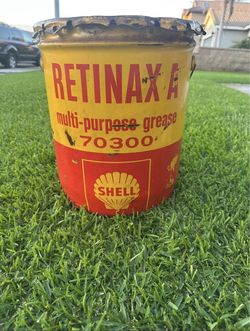 RETINAX A
multi-purpose grease
70300
SHELL